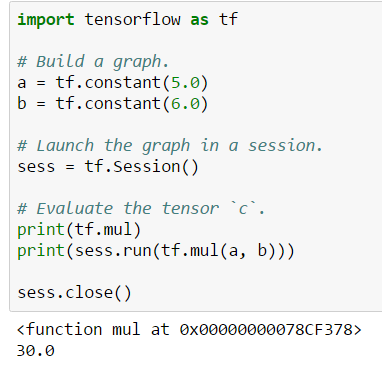 import tensorflow as tf
# Build a graph.
a = tf.constant(5.0)
b = tf.constant(6.0)
# Launch the graph in a session.
sess = tf.Session()
# Evaluate the tensor `c`.
print(tf.mul)
print(sess.run(tf.mul(a, b)))
sess.close()
<function mul at 0x00000000078CF378>
30.0